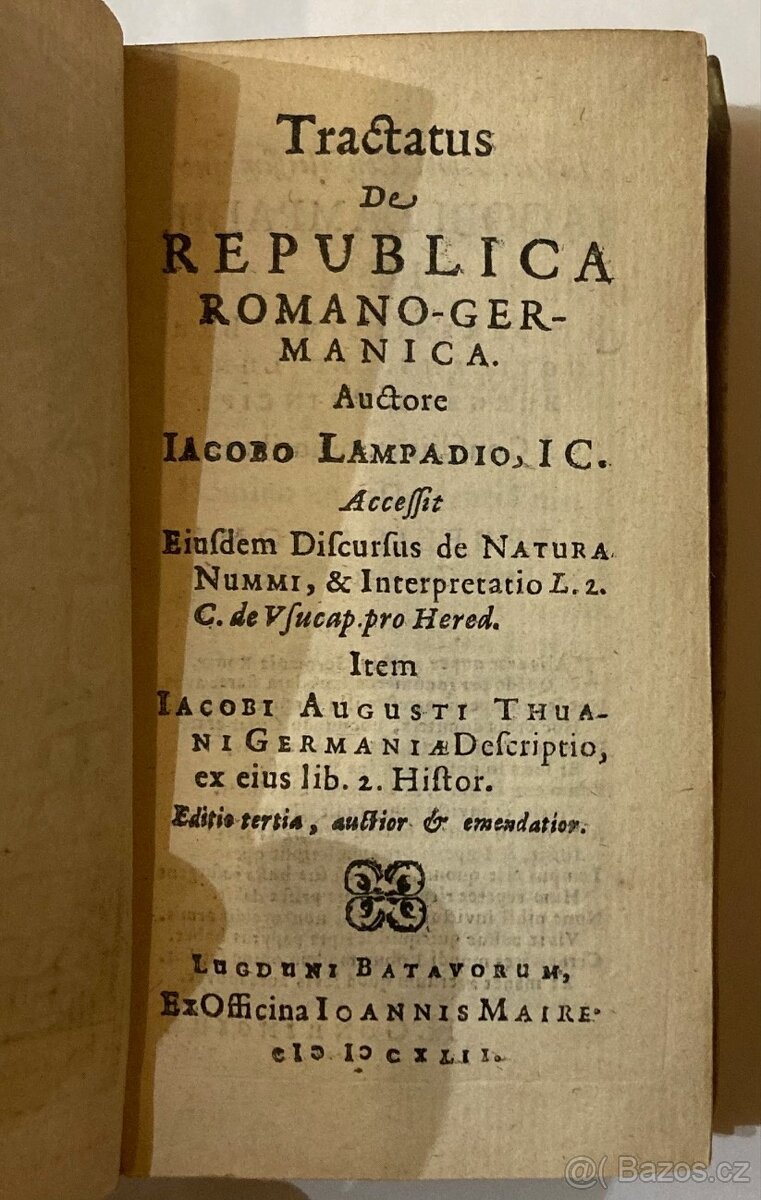 Tractatus
De
REPUBLICA
ROMANO-GER-
MANICA.
Auctore
IACOBO LAMPADIO, IC.
Acceſſit
Eiuſdem Diſcurſus de NATURA
NUMMI, & Interpretatio L. 2.
C. de Vſucap. pro Hered.
Item
IACOBI AUGUSTI THUA-
NI GERMANIÆ Deſcriptio,
ex eius lib. 2. Hiſtor.
Editio tertia, auctior & emendatior.
LUGDUNI BATAVORUM,
Ex Officina IOANNIS MAIRE.
cIↄ Iↄ CXLII.
@( Bazos.cz